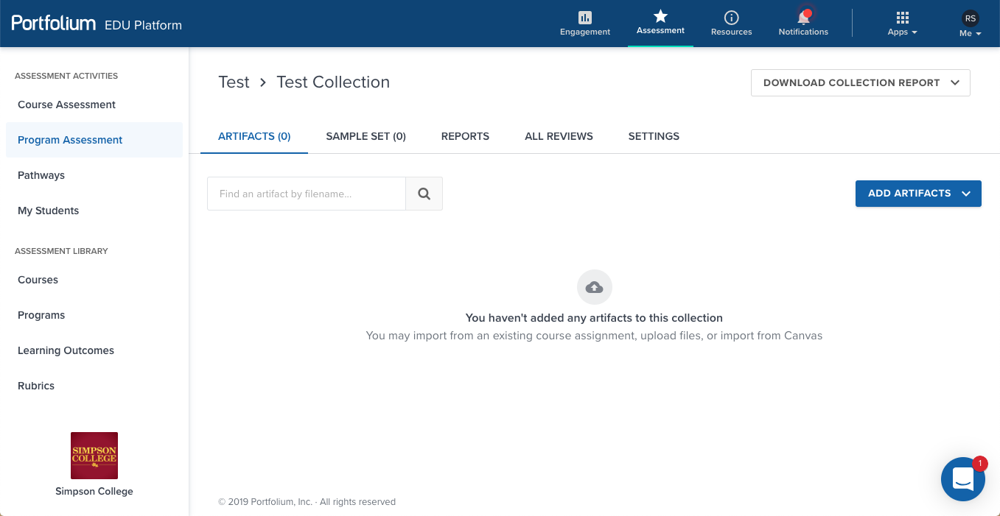 Portfolium EDU Platform
Engagement
Assessment
Resources
Notifications
Apps
RS
Me
ASSESSMENT ACTIVITIES
Course Assessment
Program Assessment
Pathways
My Students
ASSESSMENT LIBRARY
Courses
Programs
Learning Outcomes
Rubrics
SIMPSON
COLLEGE
Simpson College
Test > Test Collection
DOWNLOAD COLLECTION REPORT
ARTIFACTS (0)
SAMPLE SET (0)
REPORTS
ALL REVIEWS
SETTINGS
Find an artifact by filename...
ADD ARTIFACTS
You haven't added any artifacts to this collection
You may import from an existing course assignment, upload files, or import from Canvas
1
© 2019 Portfolium, Inc. · All rights reserved